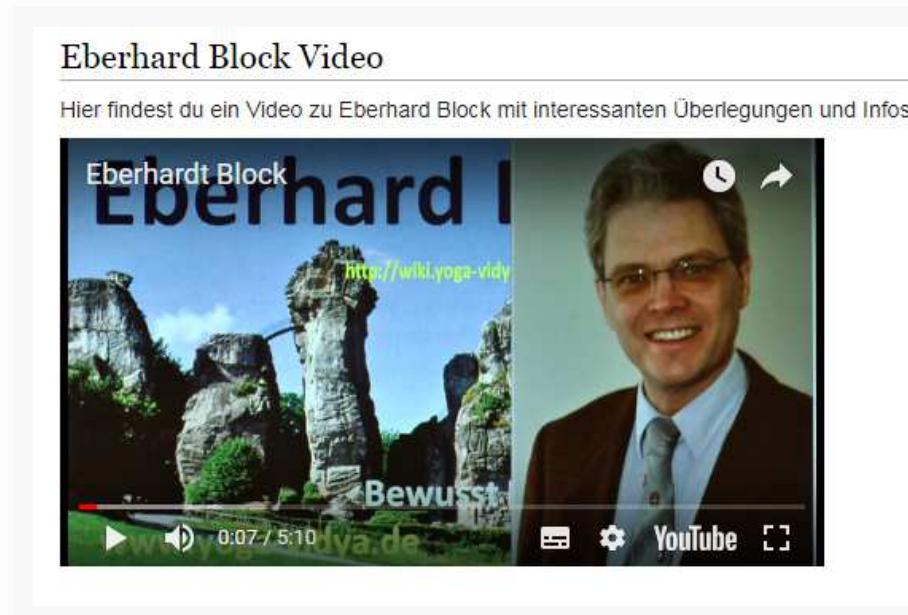 Eberhard Block Video
Hier findest du ein Video zu Eberhard Block mit interessanten Überlegungen und Infos
Eberhardt Block
Eberhard
http://wiki.yoga-vidy
Bewusst
0:07 / 5:10
YouTube